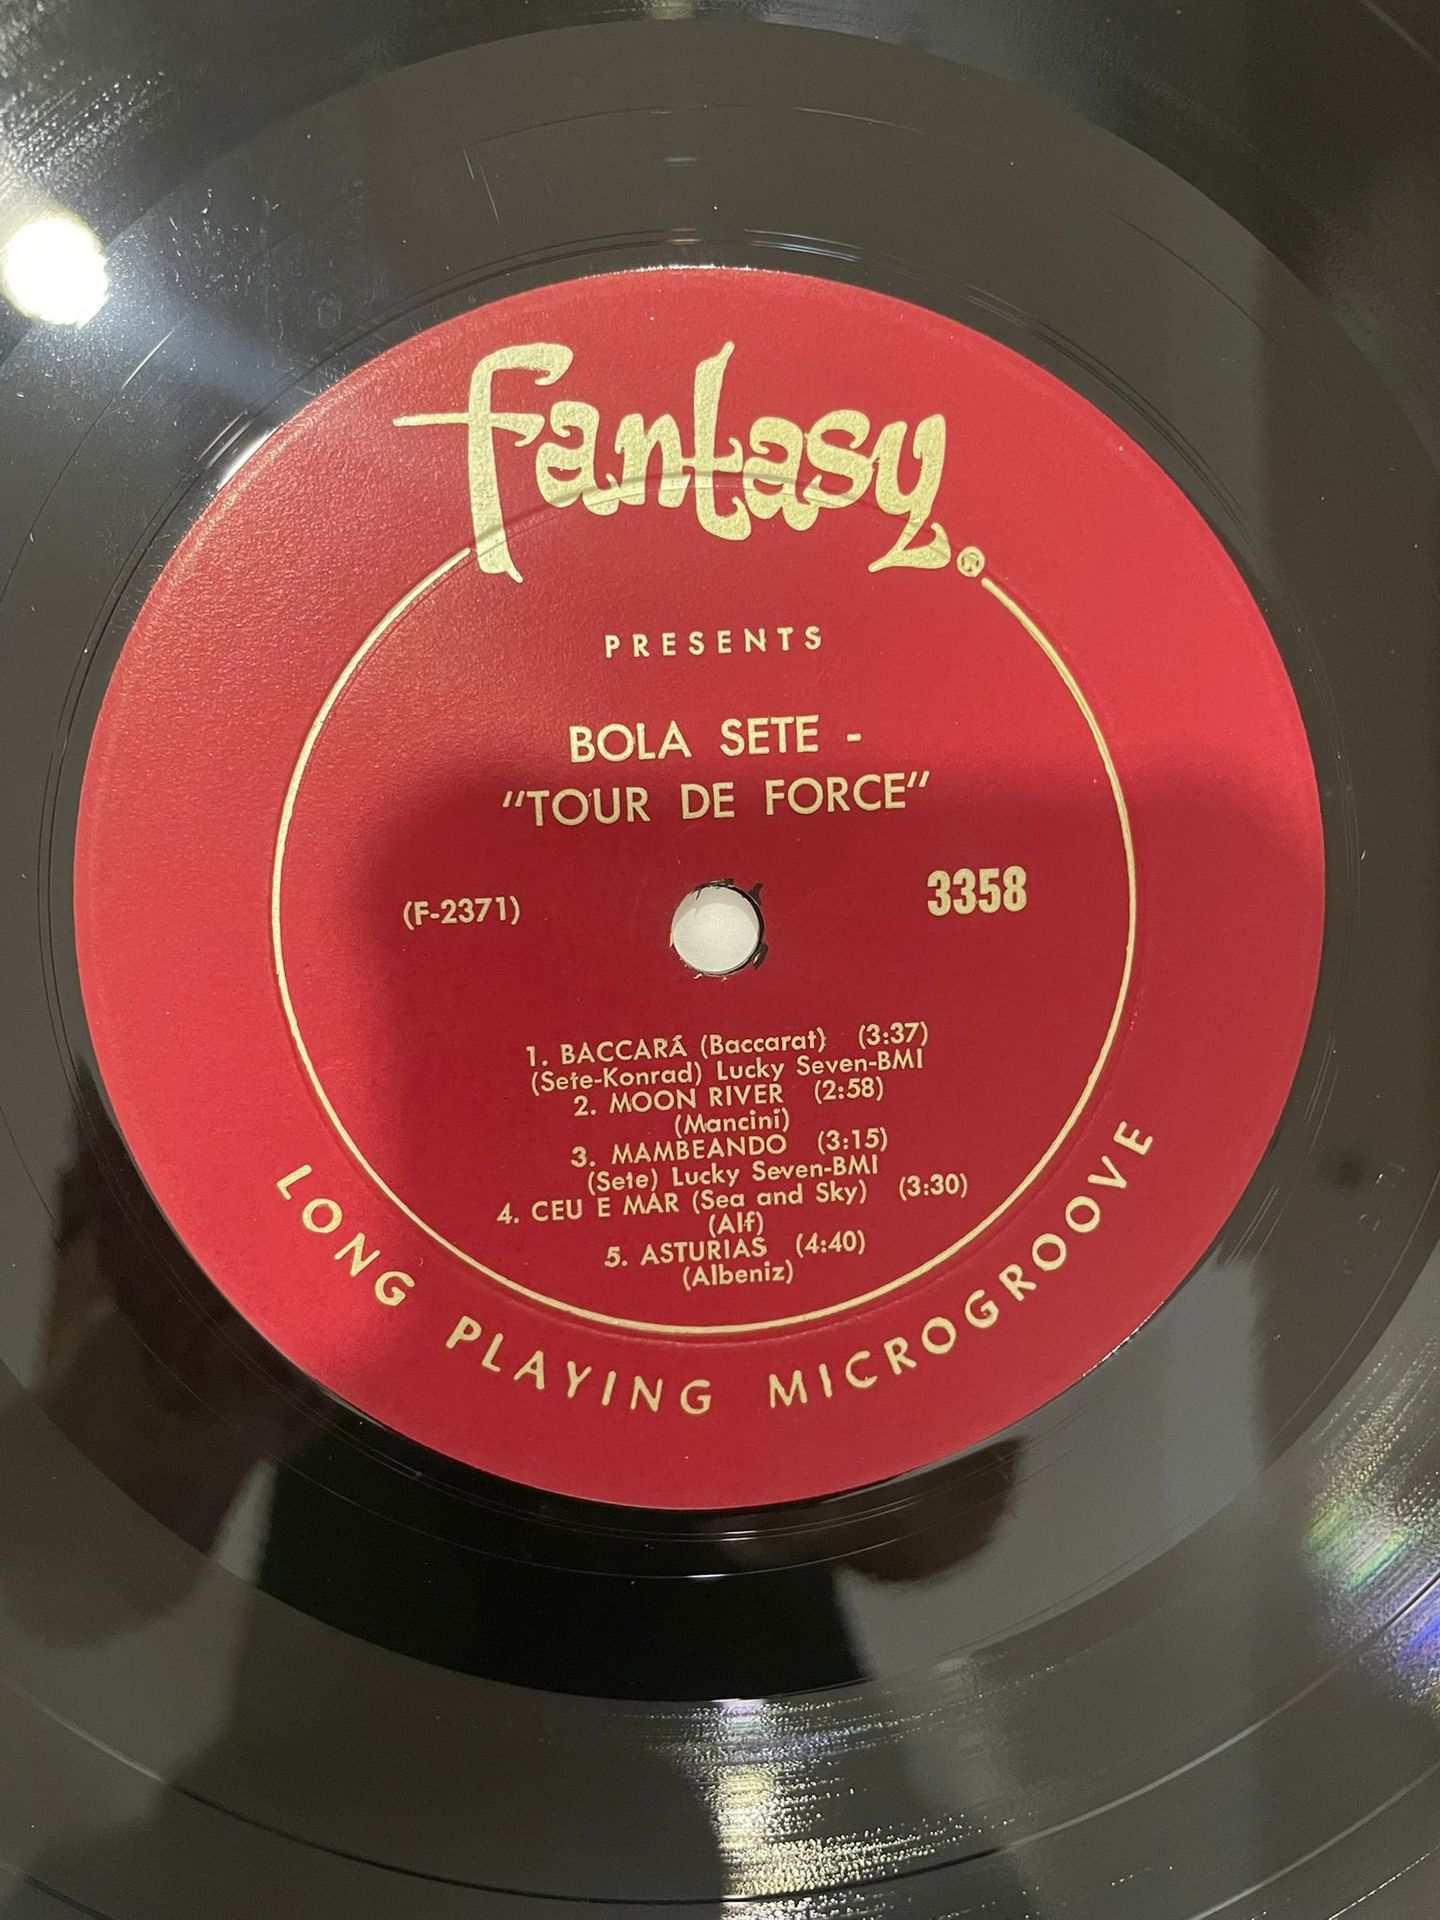 fantasy®
PRESENTS
BOLA SETE -
"TOUR DE FORCE"
(F-2371)
3358
1. BACCARÁ (Baccarat) (3:37)
(Sete-Konrad) Lucky Seven-BMI
2. MOON RIVER (2:58)
(Mancini)
3. MAMBEANDO (3:15)
(Sete) Lucky Seven-BMI
4. CEU E MAR (Sea and Sky) (3:30)
(Alf)
5. ASTURIAS (4:40)
(Albeniz)
LONG PLAYING MICROGROOVE